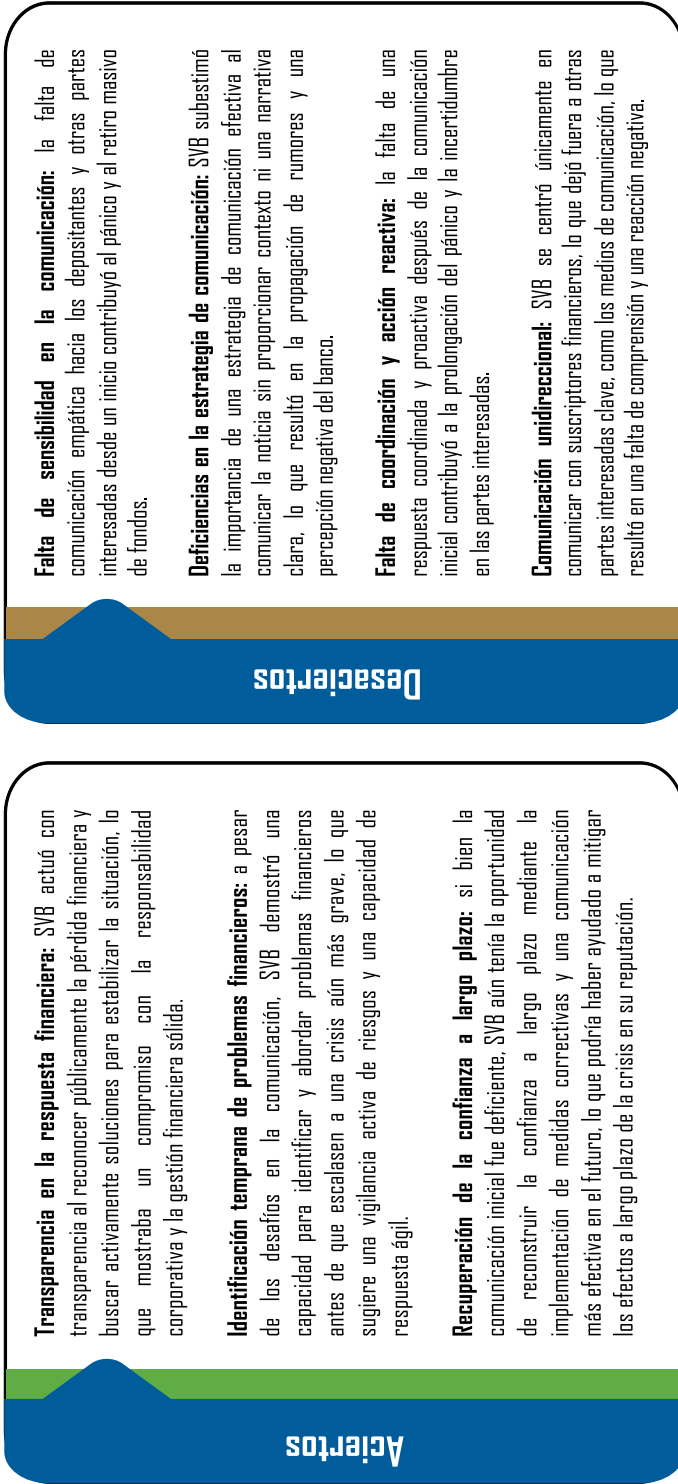 Aciertos
Transparencia en la respuesta financiera: SVB actuó con
transparencia al reconocer públicamente la pérdida financiera y
buscar activamente soluciones para estabilizar la situación, lo
que mostraba un compromiso con la responsabilidad
corporativa y la gestión financiera sólida.
Identificación temprana de problemas financieros: a pesar
de los desafíos en la comunicación, SVB demostró una
capacidad para identificar y abordar problemas financieros
antes de que escalasen a una crisis aún más grave, lo que
sugiere una vigilancia activa de riesgos y una capacidad de
respuesta ágil.
Recuperación de la confianza a largo plazo: si bien la
comunicación inicial fue deficiente, SVB aún tenía la oportunidad
de reconstruir la confianza a largo plazo mediante la
implementación de medidas correctivas y una comunicación
más efectiva en el futuro, lo que podría haber ayudado a mitigar
los efectos a largo plazo de la crisis en su reputación.
Desaciertos
Falta de sensibilidad en la comunicación: la falta de
comunicación empática hacia los depositantes y otras partes
interesadas desde un inicio contribuyó al pánico y al retiro masivo
de fondos.
Deficiencias en la estrategia de comunicación: SVB subestimó
la importancia de una estrategia de comunicación efectiva al
comunicar la noticia sin proporcionar contexto ni una narrativa
clara, lo que resultó en la propagación de rumores y una
percepción negativa del banco.
Falta de coordinación y acción reactiva: la falta de una
respuesta coordinada y proactiva después de la comunicación
inicial contribuyó a la prolongación del pánico y la incertidumbre
en las partes interesadas.
Comunicación unidireccional: SVB se centró únicamente en
comunicar con suscriptores financieros, lo que dejó fuera a otras
partes interesadas clave, como los medios de comunicación, lo que
resultó en una falta de comprensión y una reacción negativa.